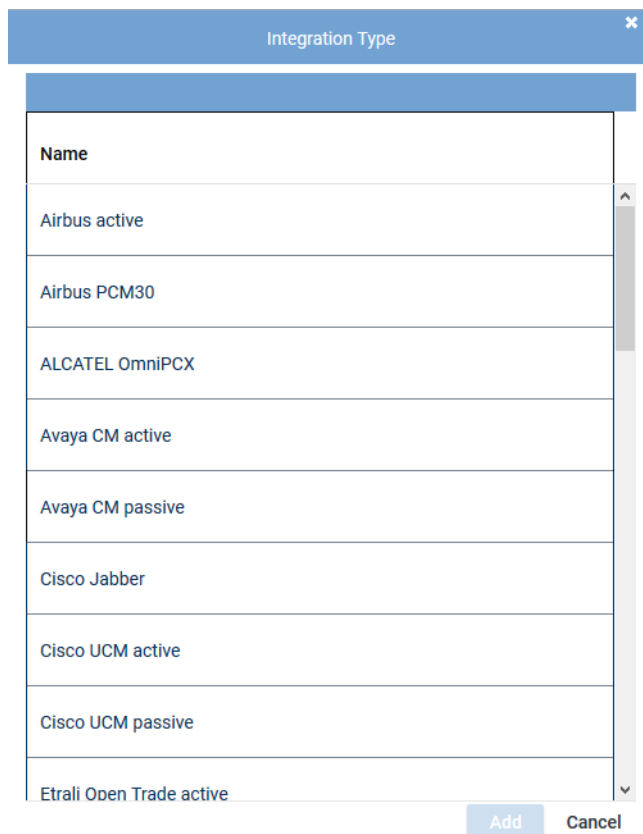 Integration Type
Name
Airbus active
Airbus PCM30
ALCATEL OmniPCX
Avaya CM active
Avaya CM passive
Cisco Jabber
Cisco UCM active
Cisco UCM passive
Etrali Open Trade active
Add Cancel